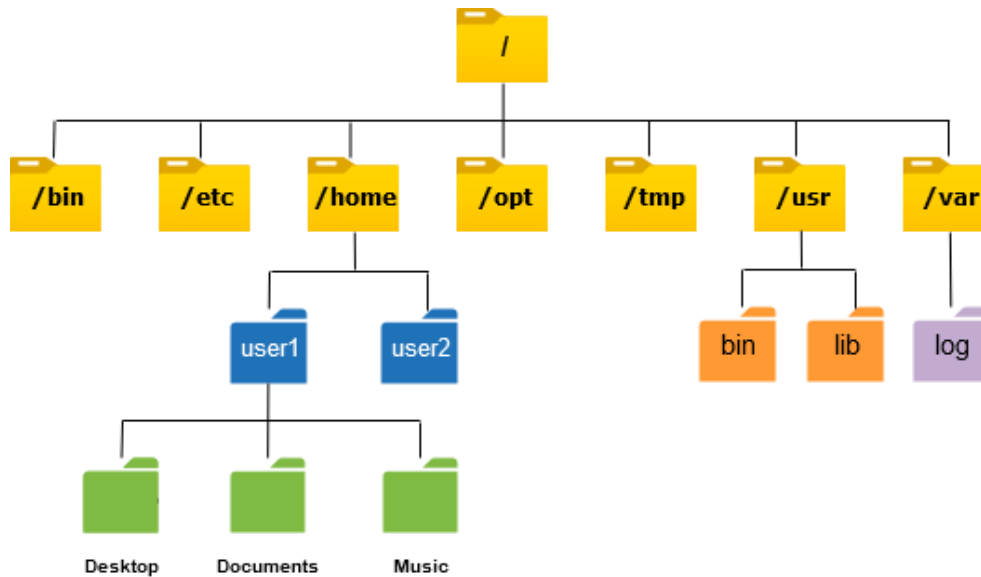 /
/bin /etc /home /opt /tmp /usr /var
user1 user2 bin lib log
Desktop Documents Music